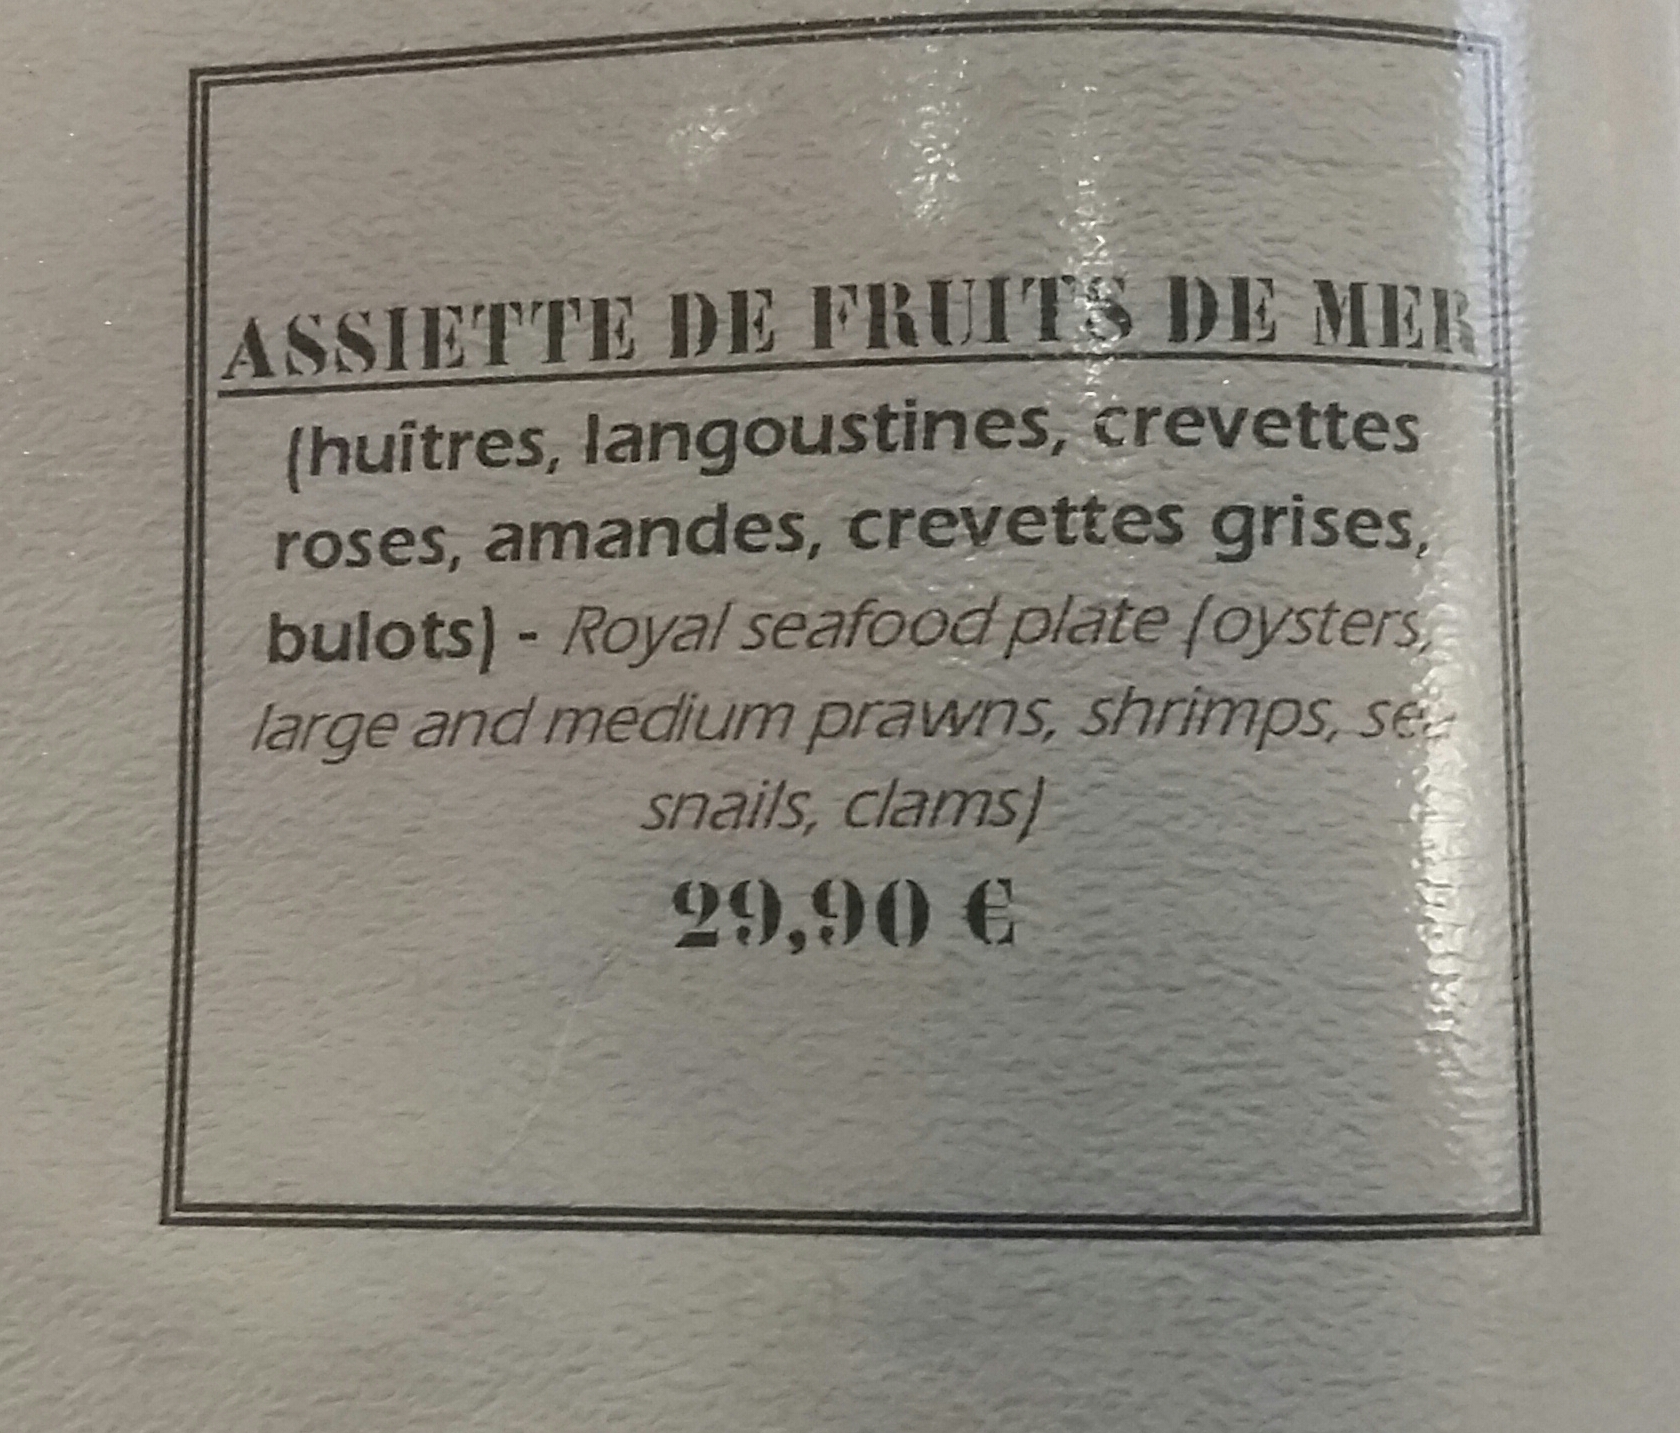 ASSIETTE DE FRUITS DE MER
(huîtres, langoustines, crevettes
roses, amandes, crevettes grises,
bulots) - Royal seafood plate (oysters,
large and medium prawns, shrimps, sea
snails, clams)
29,90 €